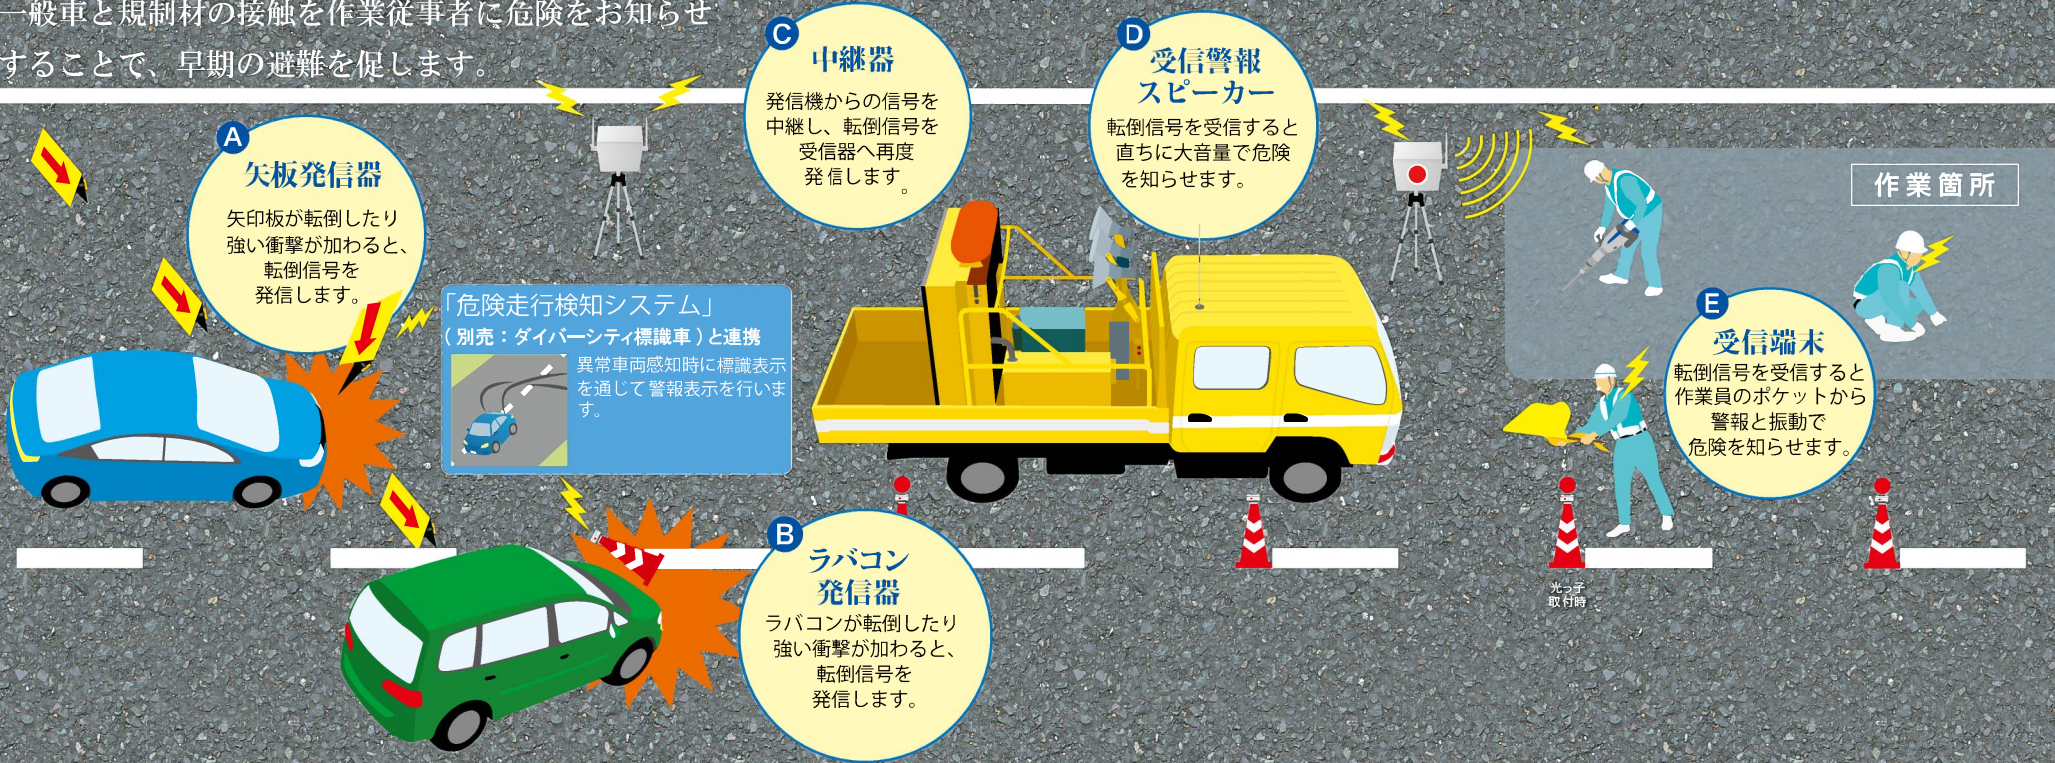 一般車と規制材の接触を作業従事者に危険をお知らせ
することで、早期の避難を促します。
A
矢板発信器
矢印板が転倒したり
強い衝撃が加わると、
転倒信号を
発信します。
C
中継器
発信機からの信号を
中継し、転倒信号を
受信器へ再度
発信します。
D
受信警報
スピーカー
転倒信号を受信すると
直ちに大音量で危険
を知らせます。
作業箇所
「危険走行検知システム」
(別売：ダイバーシティ標識車)と連携
異常車両感知時に標識表示
を通じて警報表示を行いま
す。
E
受信端末
転倒信号を受信すると
作業員のポケットから
警報と振動で
危険を知らせます。
B
ラバコン
発信器
ラバコンが転倒したり
強い衝撃が加わると、
転倒信号を
発信します。
光っ子
取付時